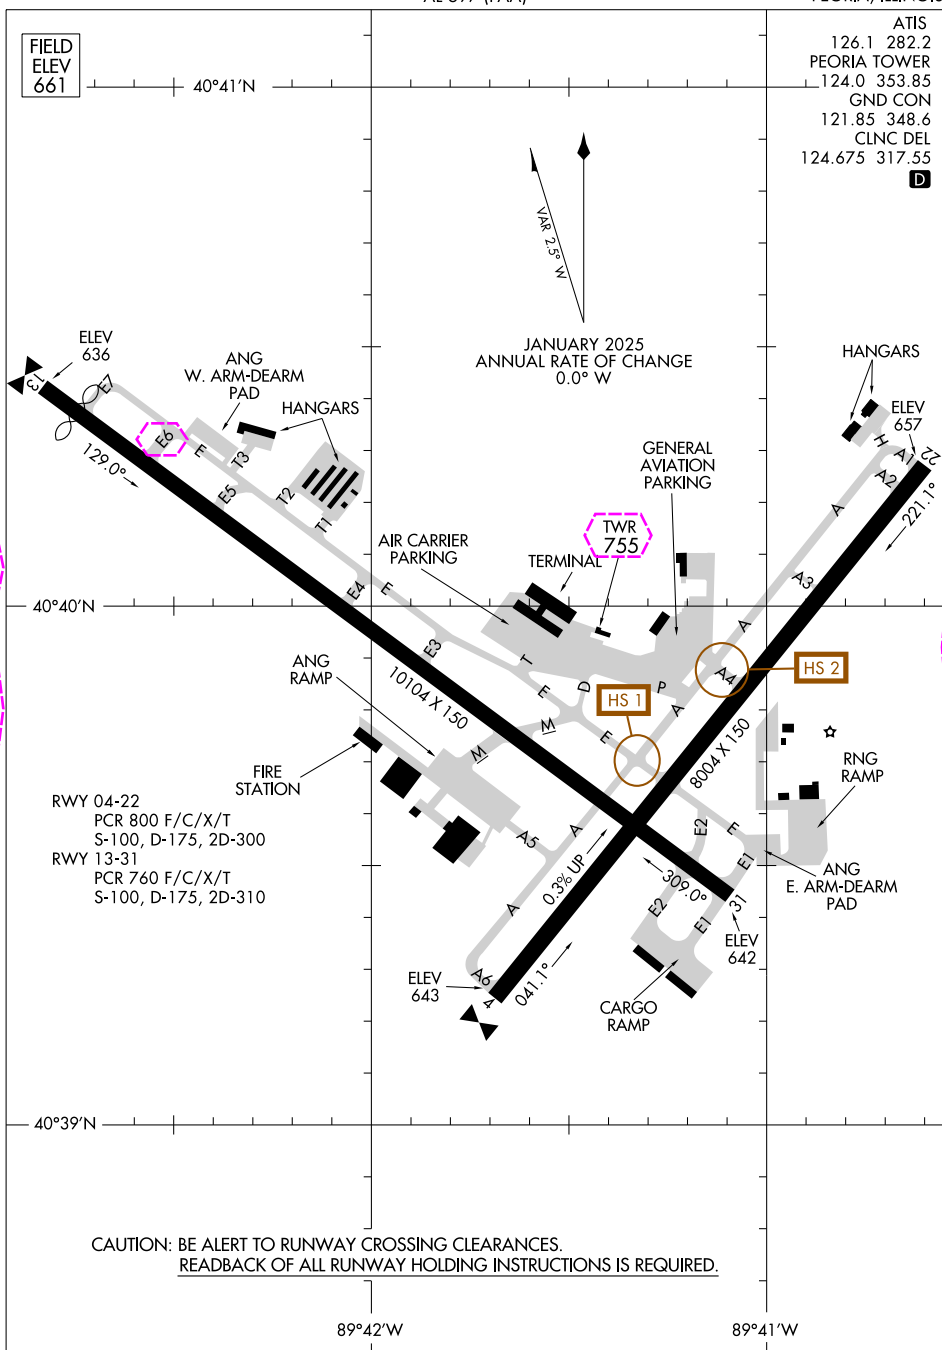 FIELD
ELEV
661
ATIS
126.1 282.2
PEORIA TOWER
124.0 353.85
GND CON
121.85 348.6
CLNC DEL
124.675 317.55
D
40°41'N
VAR 2.5° W
JANUARY 2025
ANNUAL RATE OF CHANGE
0.0° W
ELEV
636
13
E7
129.0°
E6
E
ANG
W. ARM-DEARM
PAD
HANGARS
T3
E5
T2
T1
HANGARS
ELEV
657
H
A1
A2
22
221.1°
A
A3
GENERAL
AVIATION
PARKING
TWR
755
AIR CARRIER
PARKING
TERMINAL
40°40'N
E4
E
E3
A
T
D
P
A4
HS 2
HS 1
A
E
E
M
M
10104 X 150
8004 X 150
ANG
RAMP
FIRE
STATION
RNG
RAMP
RWY 04-22
PCR 800 F/C/X/T
S-100, D-175, 2D-300
RWY 13-31
PCR 760 F/C/X/T
S-100, D-175, 2D-310
A5
A
E2
E
E1
0.3% UP
309.0°
ANG
E. ARM-DEARM
PAD
A
E2
E1
31
ELEV
642
A6
4
041.1°
ELEV
643
CARGO
RAMP
40°39'N
CAUTION: BE ALERT TO RUNWAY CROSSING CLEARANCES.
READBACK OF ALL RUNWAY HOLDING INSTRUCTIONS IS REQUIRED.
89°42'W
89°41'W